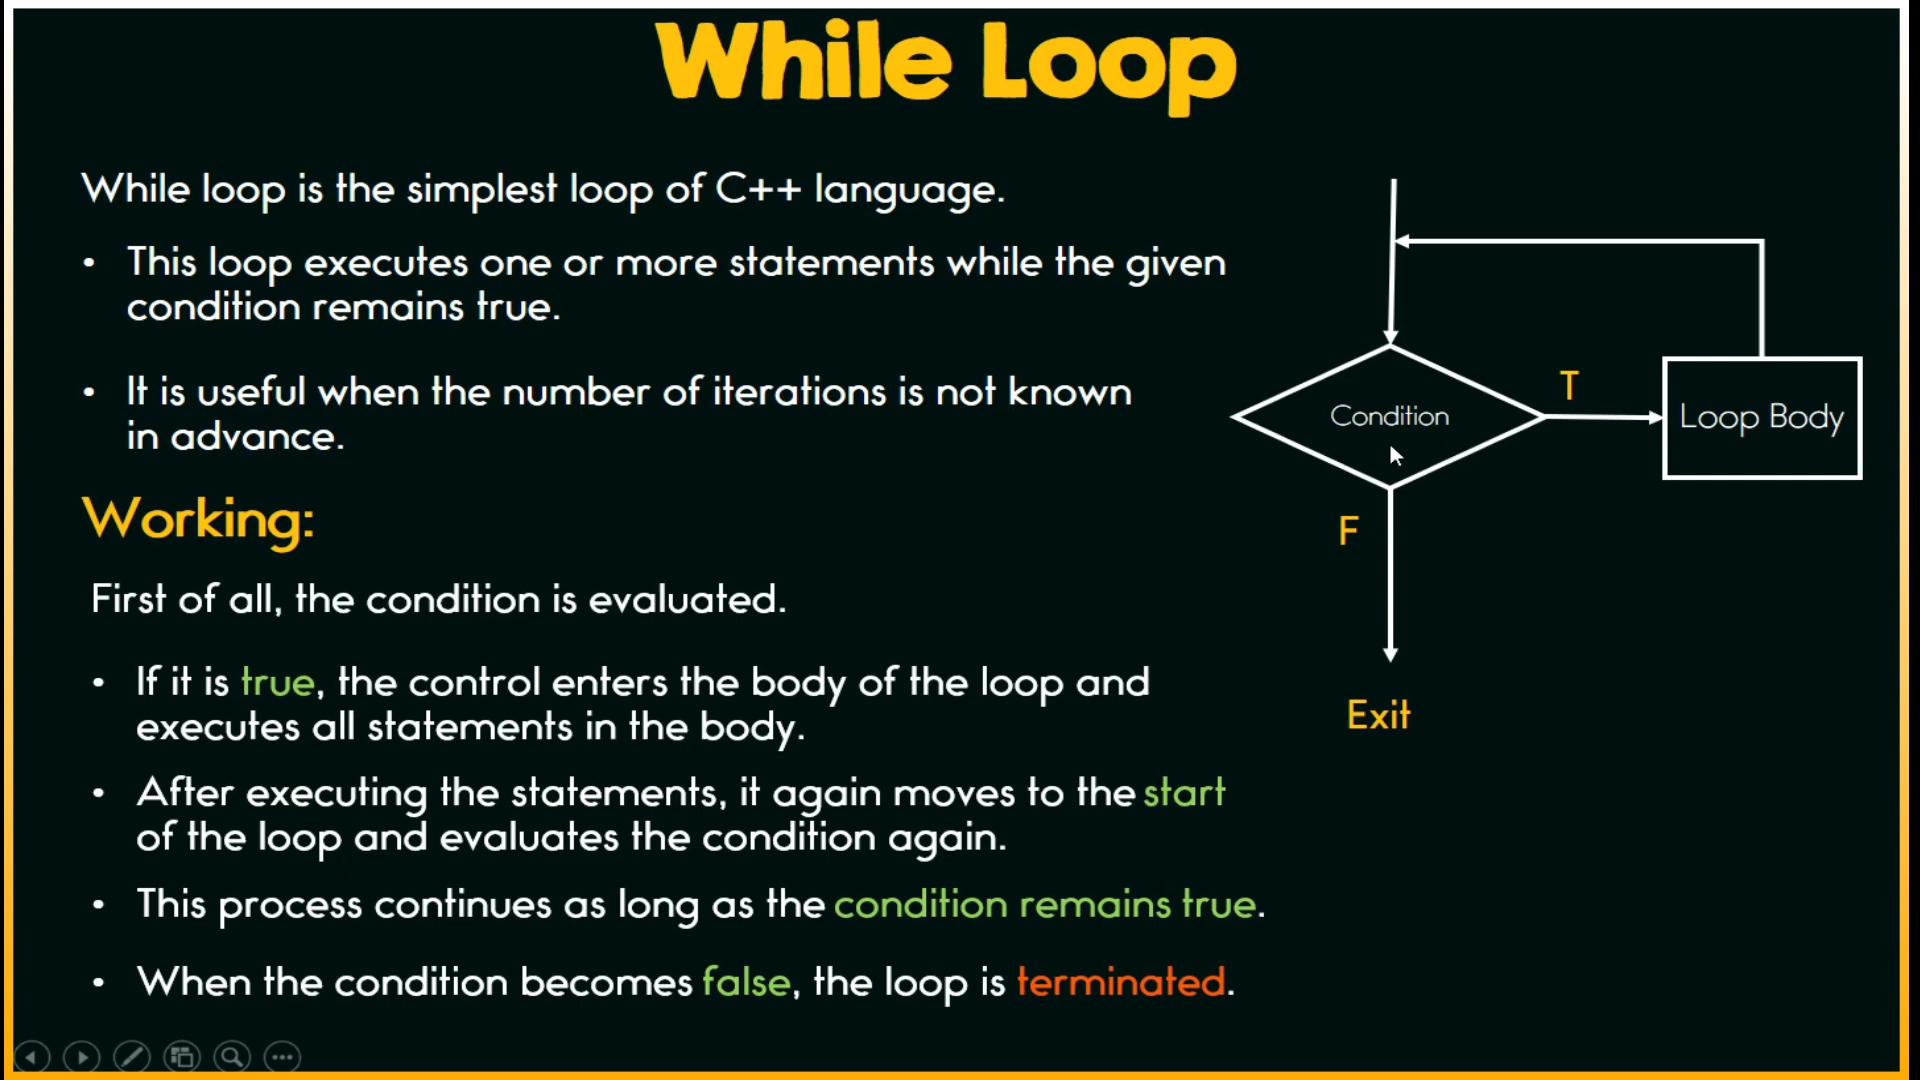 While Loop
While loop is the simplest loop of C++ language.
• This loop executes one or more statements while the given
condition remains true.
• It is useful when the number of iterations is not known
in advance.
Working:
First of all, the condition is evaluated.
• If it is true, the control enters the body of the loop and
executes all statements in the body.
• After executing the statements, it again moves to the start
of the loop and evaluates the condition again.
• This process continues as long as the condition remains true.
• When the condition becomes false, the loop is terminated.
Condition
T
Loop Body
F
Exit